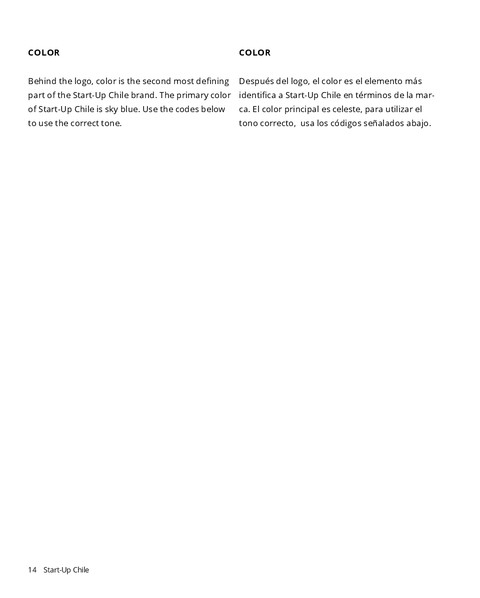 COLOR
Behind the logo, color is the second most defining
part of the Start-Up Chile brand. The primary color
of Start-Up Chile is sky blue. Use the codes below
to use the correct tone.
COLOR
Después del logo, el color es el elemento más
identifica a Start-Up Chile en términos de la mar-
ca. El color principal es celeste, para utilizar el
tono correcto,  usa los códigos señalados abajo.
14 Start-Up Chile